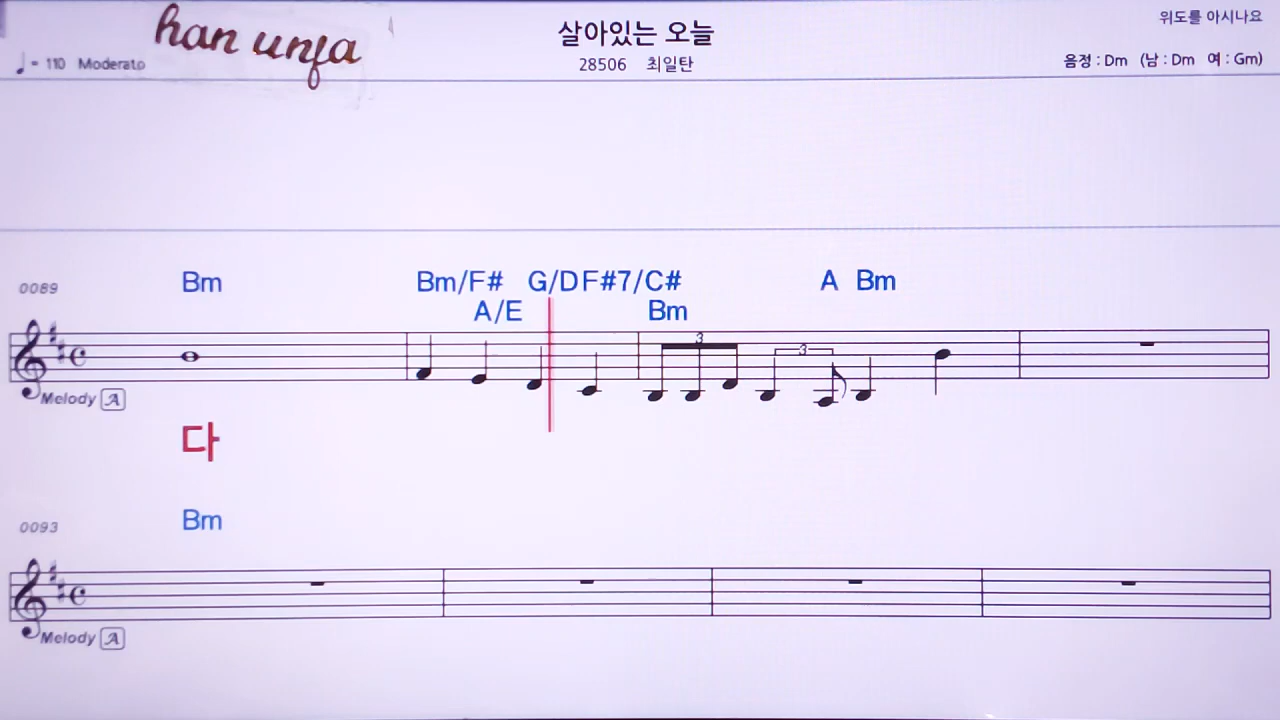 han unfa
살아있는 오늘
위도를 아시나요
♩= 110 Moderato
28506 최일탄
음정 : Dm (남 : Dm 여 : Gm)
0089
Bm Bm/F# G/D F#7/C# A Bm
A/E Bm
3 3
Melody A
다
0093
Bm
Melody A